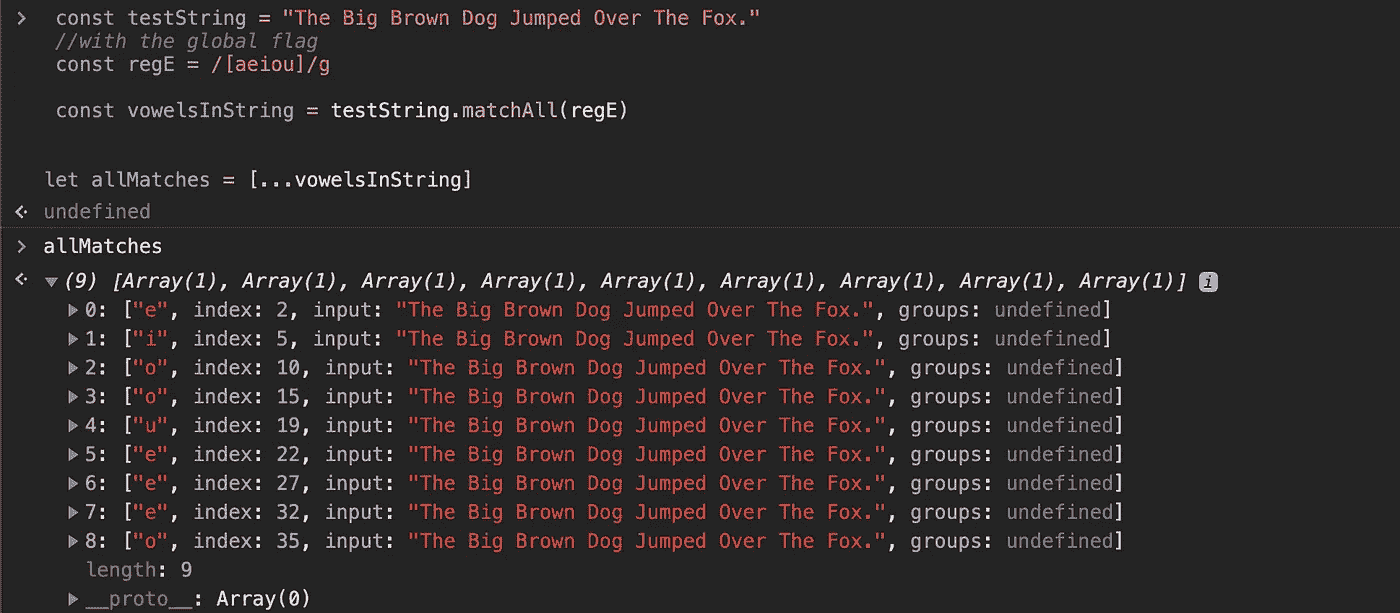 > const testString = "The Big Brown Dog Jumped Over The Fox."
//with the global flag
const regE = /[aeiou]/g
const vowelsInString = testString.matchAll(regE)
let allMatches = [...vowelsInString]
undefined
> allMatches
(9) [Array(1), Array(1), Array(1), Array(1), Array(1), Array(1), Array(1), Array(1), Array(1)] i
0: ["e", index: 2, input: "The Big Brown Dog Jumped Over The Fox.", groups: undefined]
1: ["i", index: 5, input: "The Big Brown Dog Jumped Over The Fox.", groups: undefined]
2: ["o", index: 10, input: "The Big Brown Dog Jumped Over The Fox.", groups: undefined]
3: ["o", index: 15, input: "The Big Brown Dog Jumped Over The Fox.", groups: undefined]
4: ["u", index: 19, input: "The Big Brown Dog Jumped Over The Fox.", groups: undefined]
5: ["e", index: 22, input: "The Big Brown Dog Jumped Over The Fox.", groups: undefined]
6: ["e", index: 27, input: "The Big Brown Dog Jumped Over The Fox.", groups: undefined]
7: ["e", index: 32, input: "The Big Brown Dog Jumped Over The Fox.", groups: undefined]
8: ["o", index: 35, input: "The Big Brown Dog Jumped Over The Fox.", groups: undefined]
length: 9
__proto__: Array(0)